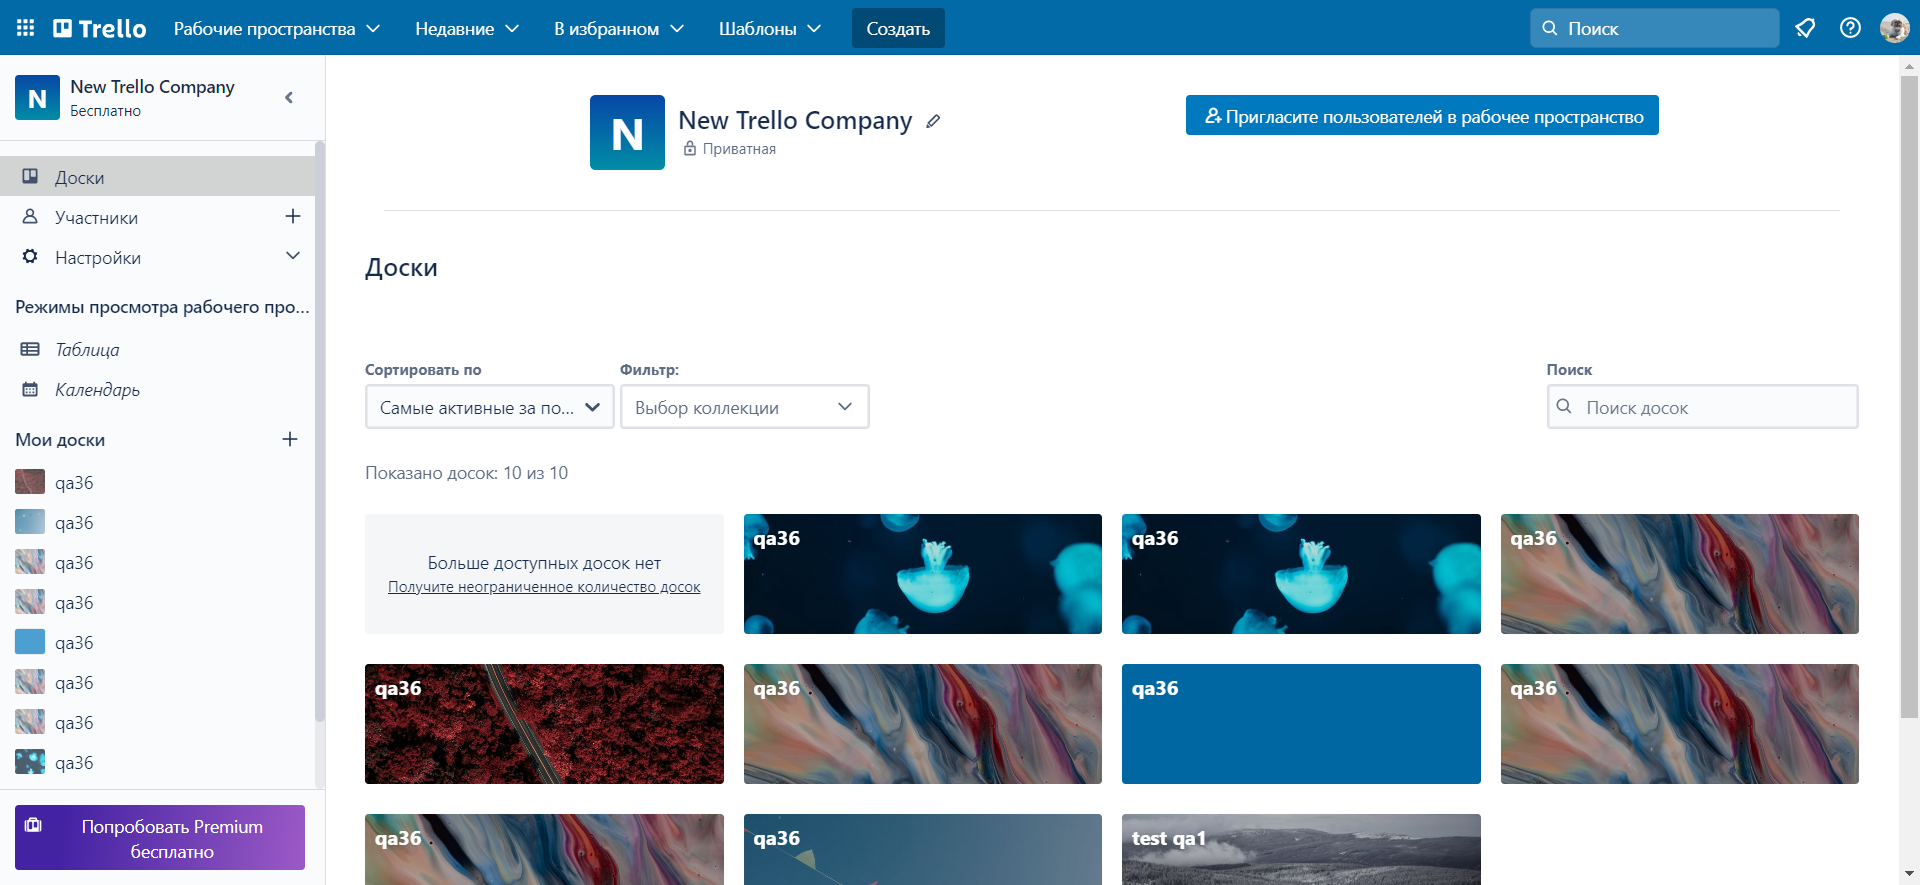 Trello
Рабочие пространства
Недавние
В избранном
Шаблоны
Создать
Поиск
N
New Trello Company
Бесплатно
Доски
Участники
Настройки
Режимы просмотра рабочего про...
Таблица
Календарь
Мои доски
qa36
qa36
qa36
qa36
qa36
qa36
qa36
qa36
Попробовать Premium
бесплатно
N
New Trello Company
Приватная
Пригласите пользователей в рабочее пространство
Доски
Сортировать по
Фильтр:
Поиск
Самые активные за по...
Выбор коллекции
Поиск досок
Показано досок: 10 из 10
Больше доступных досок нет
Получите неограниченное количество досок
qa36
qa36
qa36
qa36
qa36
qa36
qa36
qa36
qa36
test qa1